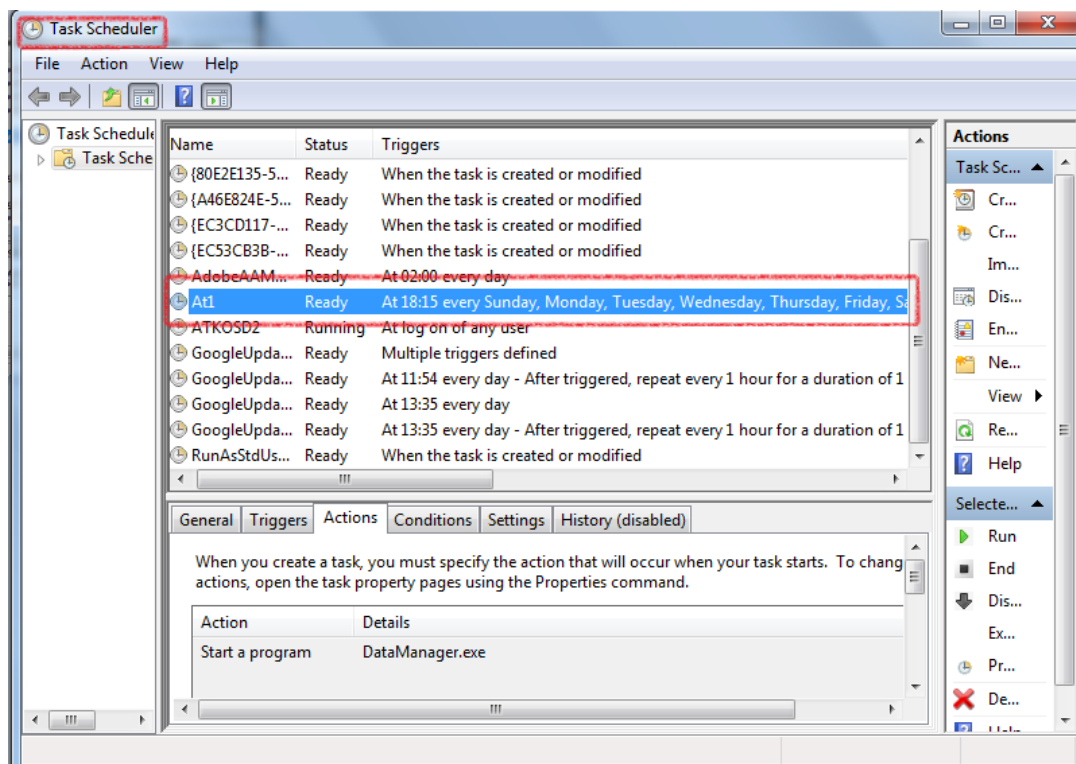 Task Scheduler
File Action View Help
Task Schedule
Task Sche
Name Status Triggers
{80E2E135-5... Ready When the task is created or modified
{A46E824E-5... Ready When the task is created or modified
{EC3CD117-... Ready When the task is created or modified
{EC53CB3B-... Ready When the task is created or modified
AdobeAAM... Ready At 02:00 every day
At1 Ready At 18:15 every Sunday, Monday, Tuesday, Wednesday, Thursday, Friday, Sa
ATKOSD2 Running At log on of any user
GoogleUpda... Ready Multiple triggers defined
GoogleUpda... Ready At 11:54 every day - After triggered, repeat every 1 hour for a duration of 1
GoogleUpda... Ready At 13:35 every day
GoogleUpda... Ready At 13:35 every day - After triggered, repeat every 1 hour for a duration of 1
RunAsStdUs... Ready When the task is created or modified
General Triggers Actions Conditions Settings History (disabled)
When you create a task, you must specify the action that will occur when your task starts. To chang
actions, open the task property pages using the Properties command.
Action Details
Start a program DataManager.exe
Actions
Task Sc...
Cr...
Cr...
Im...
Dis...
En...
Ne...
View
Re...
Help
Selecte...
Run
End
Dis...
Ex...
Pr...
De...
Help